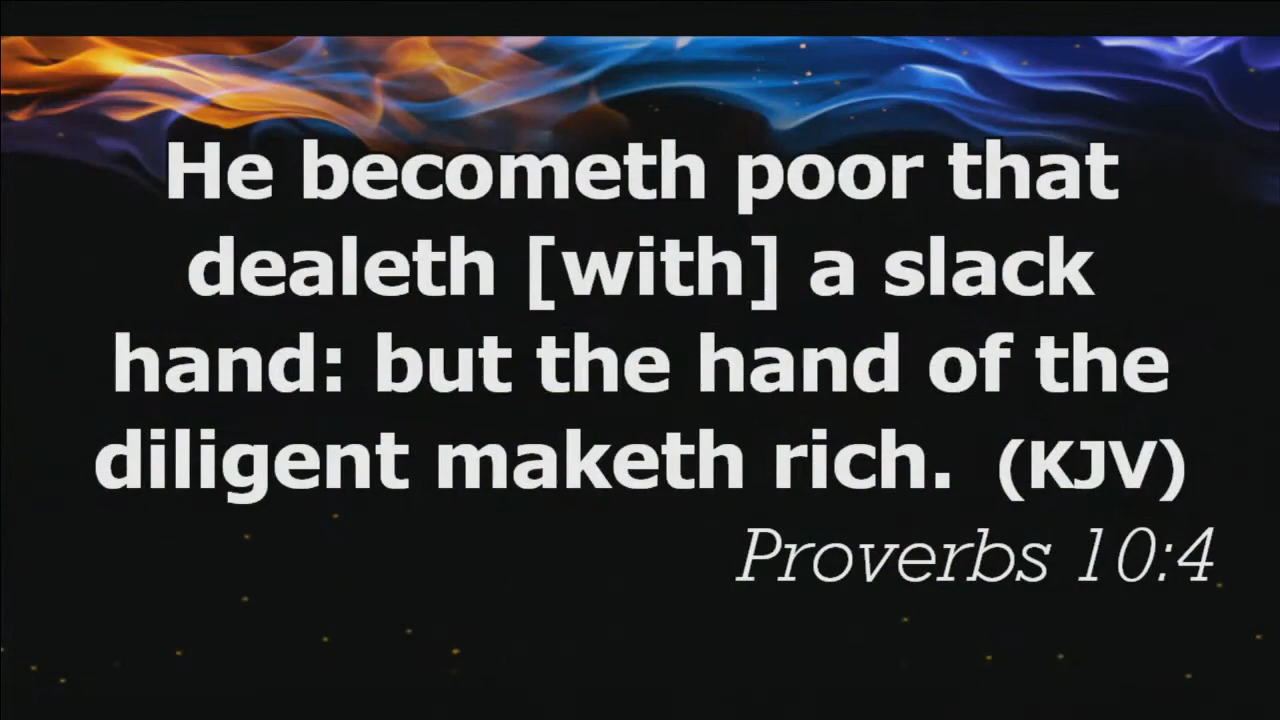 He becometh poor that
dealeth [with] a slack
hand: but the hand of the
diligent maketh rich. (KJV)
Proverbs 10:4